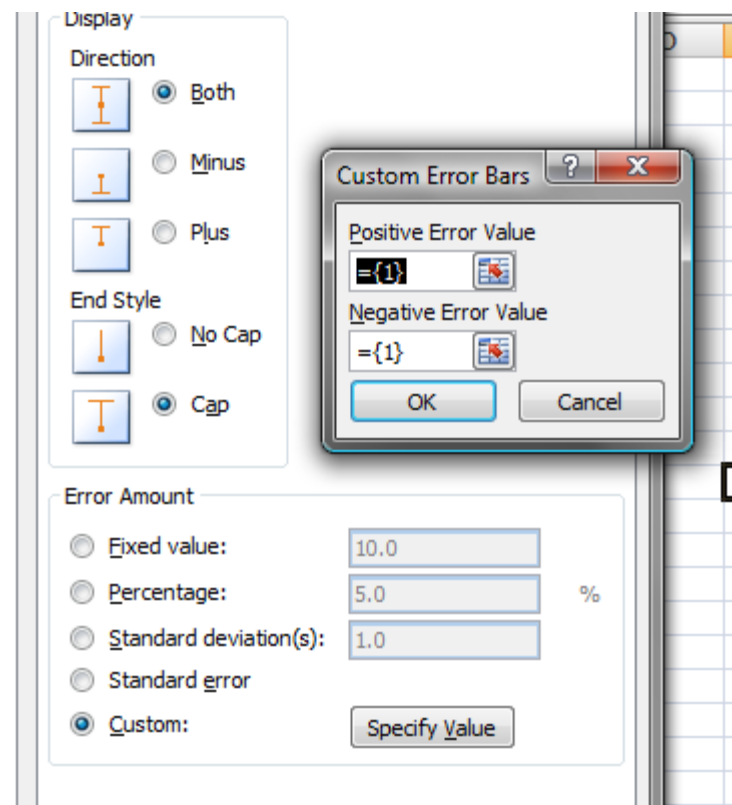 Display
Direction
Both
Minus
Plus
End Style
No Cap
Cap
Custom Error Bars
?
Positive Error Value
={1}
Negative Error Value
={1}
OK Cancel
Error Amount
Fixed value: 10.0
Percentage: 5.0 %
Standard deviation(s): 1.0
Standard error
Custom: Specify Value